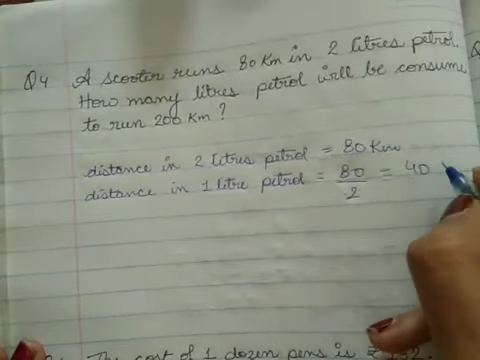 Q4 A scooter runs 80 Km in 2 litres petrol.
How many litres petrol will be consume
to run 200 Km ?
distance in 2 litres petrol = 80 Km
distance in 1 litre petrol = 80/2 = 40
The cost of 1 dozen pens is =